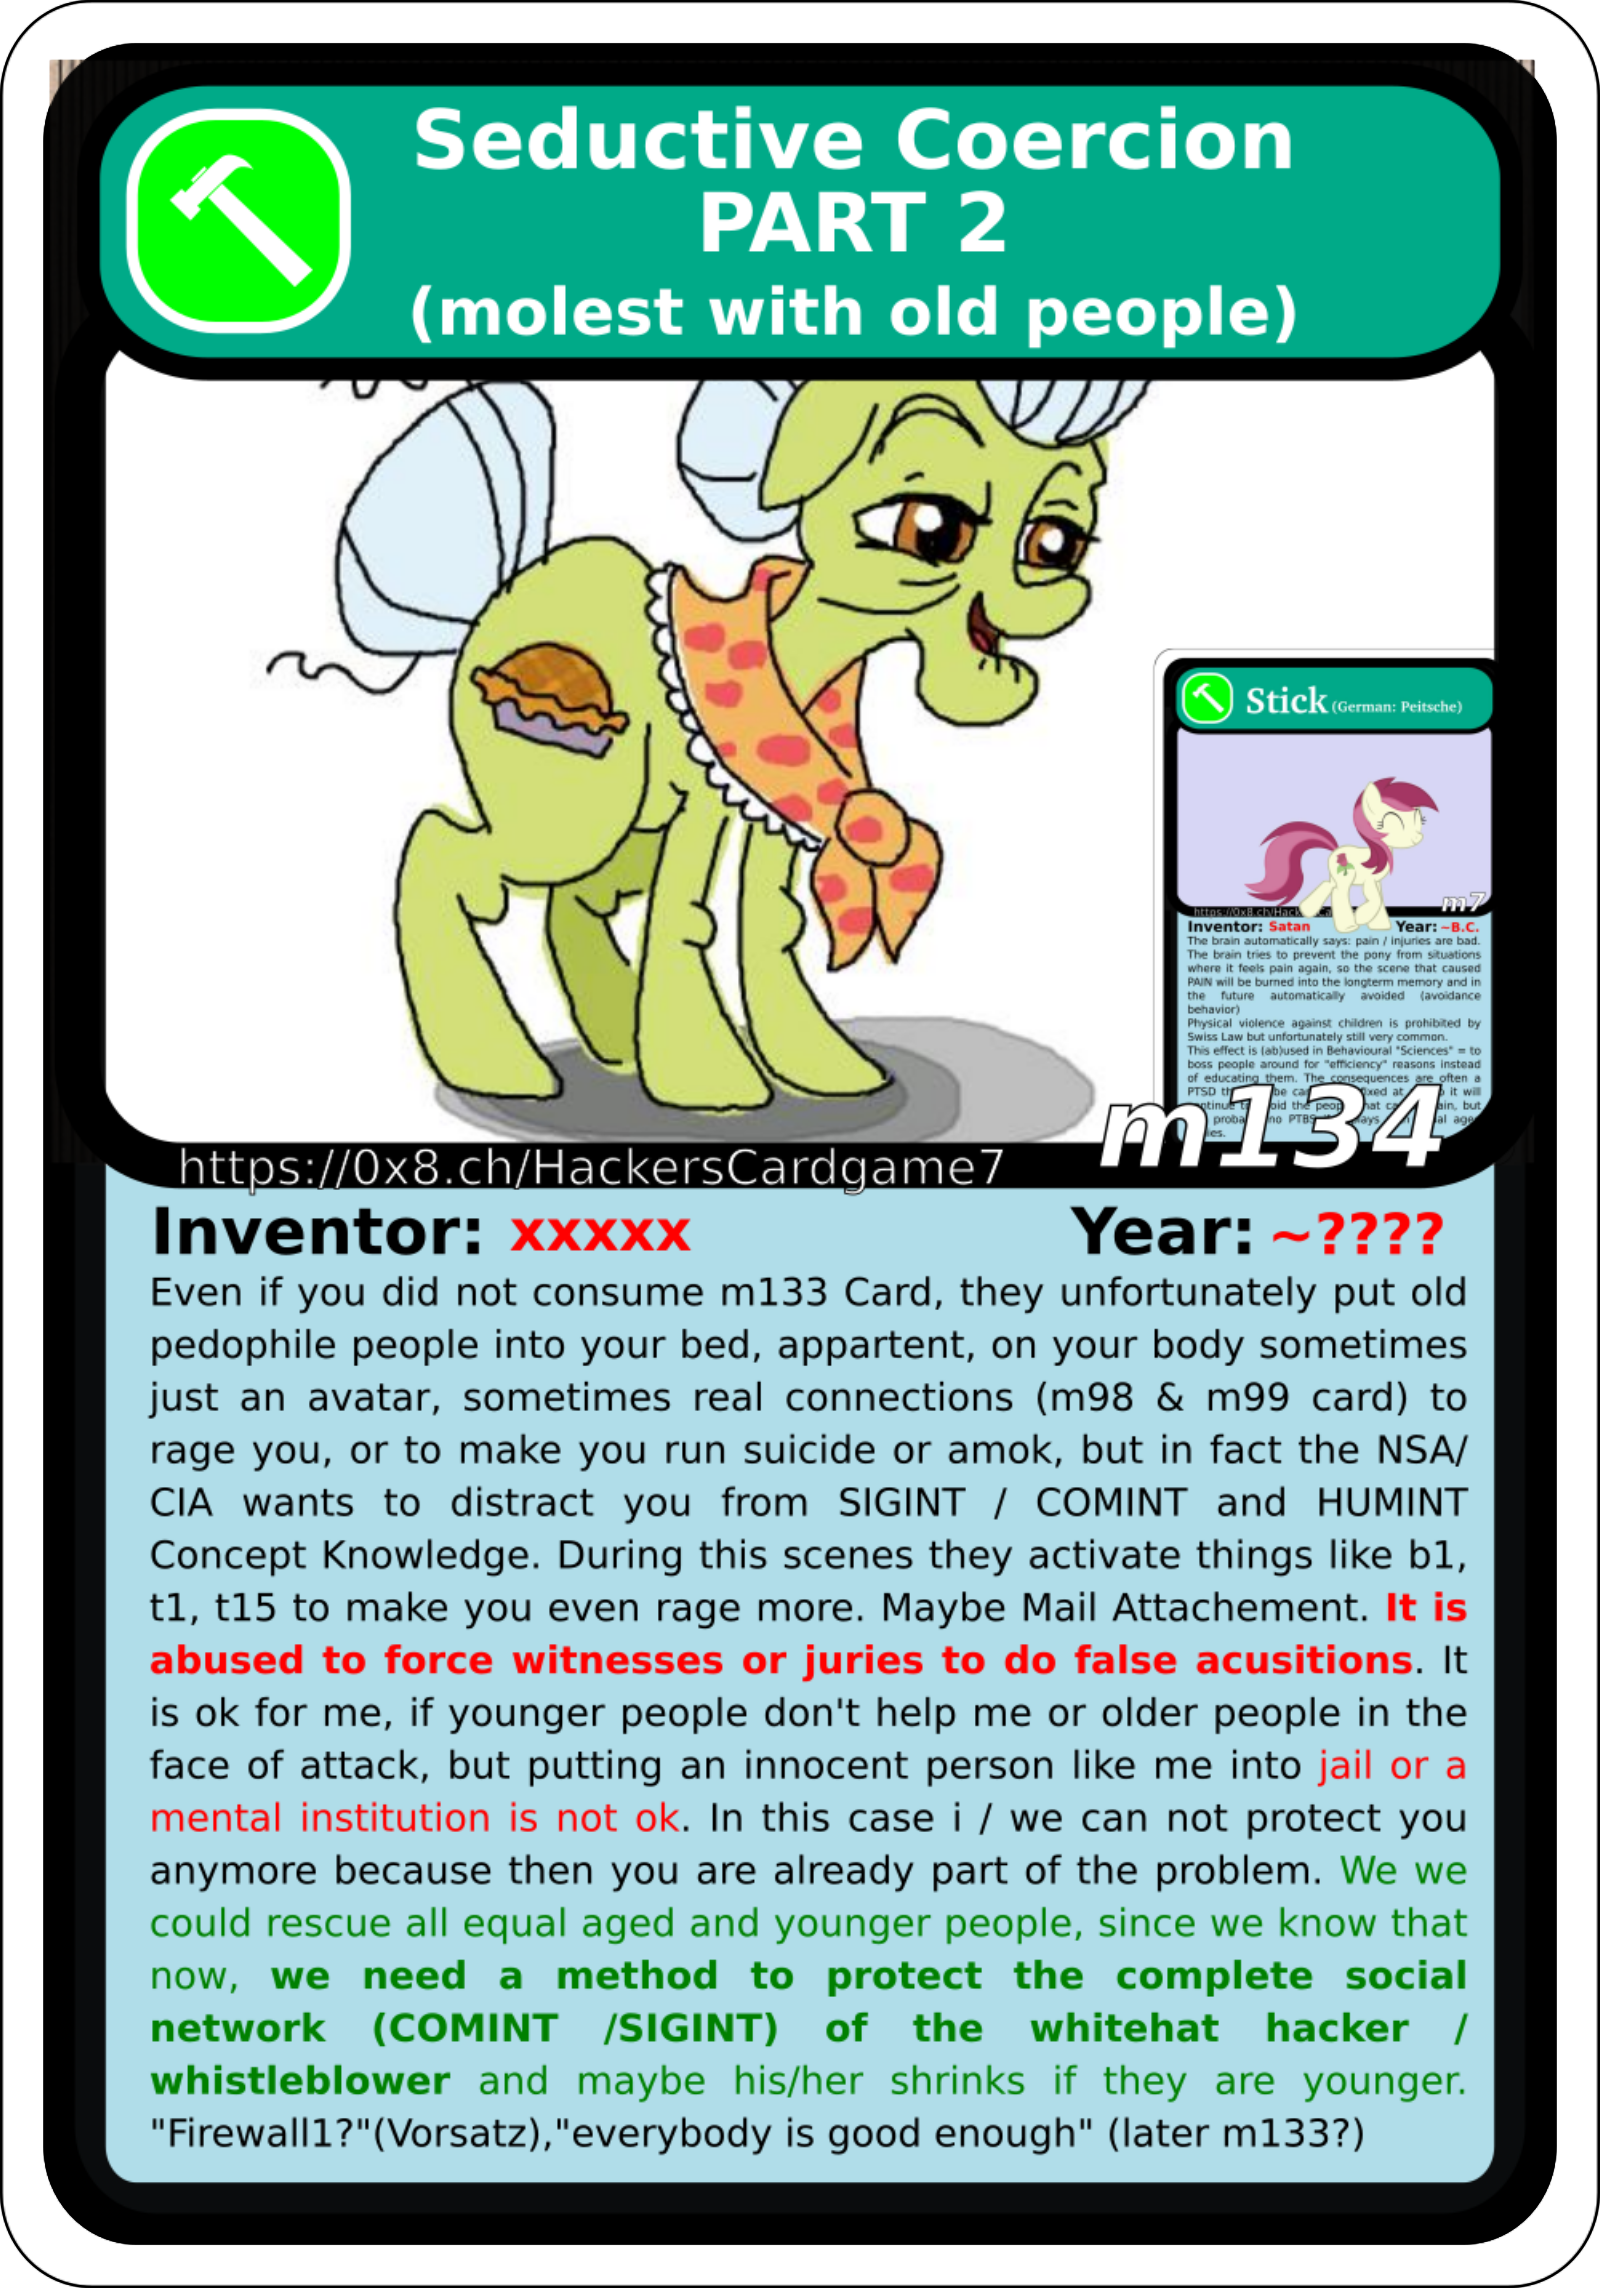 Seductive Coercion
PART 2
(molest with old people)
Stick (German: Peitsche)
m7
Inventor: Satan Year: ~B.C.
The brain automatically says: pain / injuries are bad.
The brain tries to prevent the pony from situations
where it feels pain again, so the scene that caused
PAIN will be burned into the longterm memory and in
the future automatically avoided (avoidance
behavior)
Physical violence against children is prohibited by
Swiss Law but unfortunately still very common.
This effect is (ab)used in Behavioural "Sciences" = to
boss people around for "efficiency" reasons instead
of educating them. The consequences are often a
PTSD be it will
the
no
m134
https://0x8.ch/HackersCardgame7
Inventor: xxxxx Year: ~????
Even if you did not consume m133 Card, they unfortunately put old
pedophile people into your bed, appartent, on your body sometimes
just an avatar, sometimes real connections (m98 & m99 card) to
rage you, or to make you run suicide or amok, but in fact the NSA/
CIA wants to distract you from SIGINT / COMINT and HUMINT
Concept Knowledge. During this scenes they activate things like b1,
t1, t15 to make you even rage more. Maybe Mail Attachement. It is
abused to force witnesses or juries to do false acusitions. It
is ok for me, if younger people don't help me or older people in the
face of attack, but putting an innocent person like me into jail or a
mental institution is not ok. In this case i / we can not protect you
anymore because then you are already part of the problem. We we
could rescue all equal aged and younger people, since we know that
now, we need a method to protect the complete social
network (COMINT /SIGINT) of the whitehat hacker /
whistleblower and maybe his/her shrinks if they are younger.
"Firewall1?"(Vorsatz),"everybody is good enough" (later m133?)